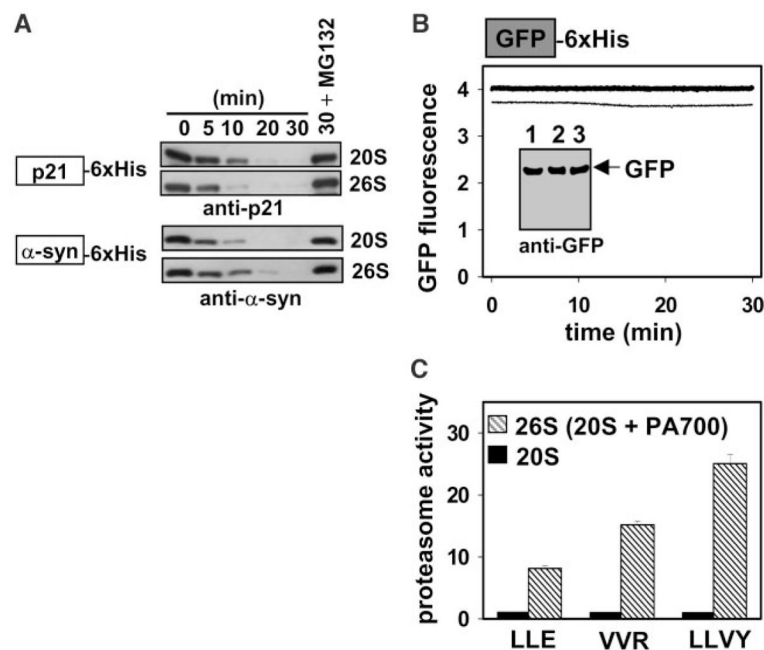 A
(min)
0 5 10 20 30 30 + MG132
p21 -6xHis 20S
26S
anti-p21
α-syn -6xHis 20S
26S
anti-α-syn
B
GFP -6xHis
GFP fluorescence
4
3
2
1
0
1 2 3
GFP
anti-GFP
0 10 20 30
time (min)
C
proteasome activity
30
20
10
0
26S (20S + PA700)
20S
LLE VVR LLVY